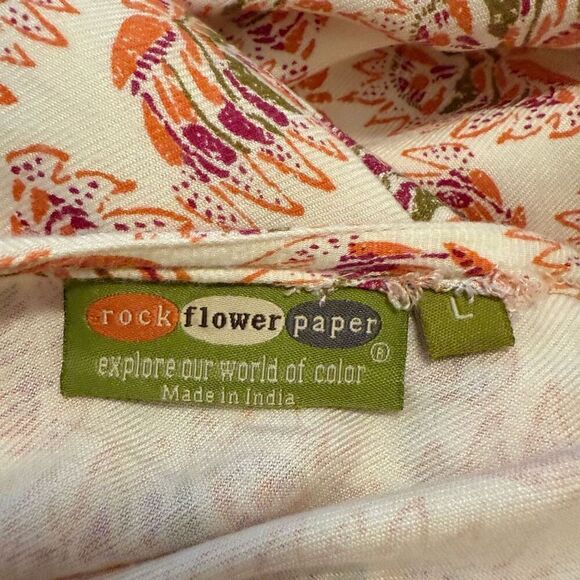 rock flower paper ®
explore our world of color
Made in India
L